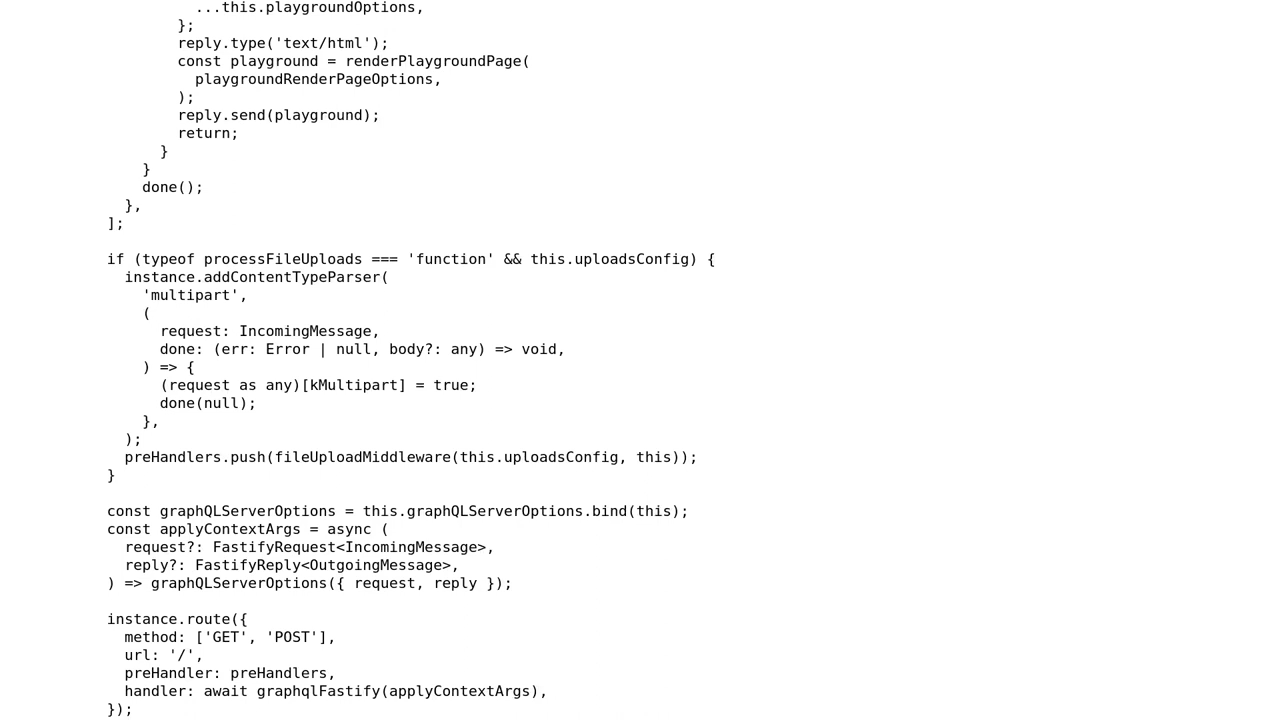 ...this.playgroundOptions,
        };
        reply.type('text/html');
        const playground = renderPlaygroundPage(
          playgroundRenderPageOptions,
        );
        reply.send(playground);
        return;
      }
    }
    done();
  },
];

if (typeof processFileUploads === 'function' && this.uploadsConfig) {
  instance.addContentTypeParser(
    'multipart',
    (
      request: IncomingMessage,
      done: (err: Error | null, body?: any) => void,
    ) => {
      (request as any)[kMultipart] = true;
      done(null);
    },
  );
  preHandlers.push(fileUploadMiddleware(this.uploadsConfig, this));
}

const graphQLServerOptions = this.graphQLServerOptions.bind(this);
const applyContextArgs = async (
  request?: FastifyRequest<IncomingMessage>,
  reply?: FastifyReply<OutgoingMessage>,
) => graphQLServerOptions({ request, reply });

instance.route({
  method: ['GET', 'POST'],
  url: '/',
  preHandler: preHandlers,
  handler: await graphqlFastify(applyContextArgs),
});